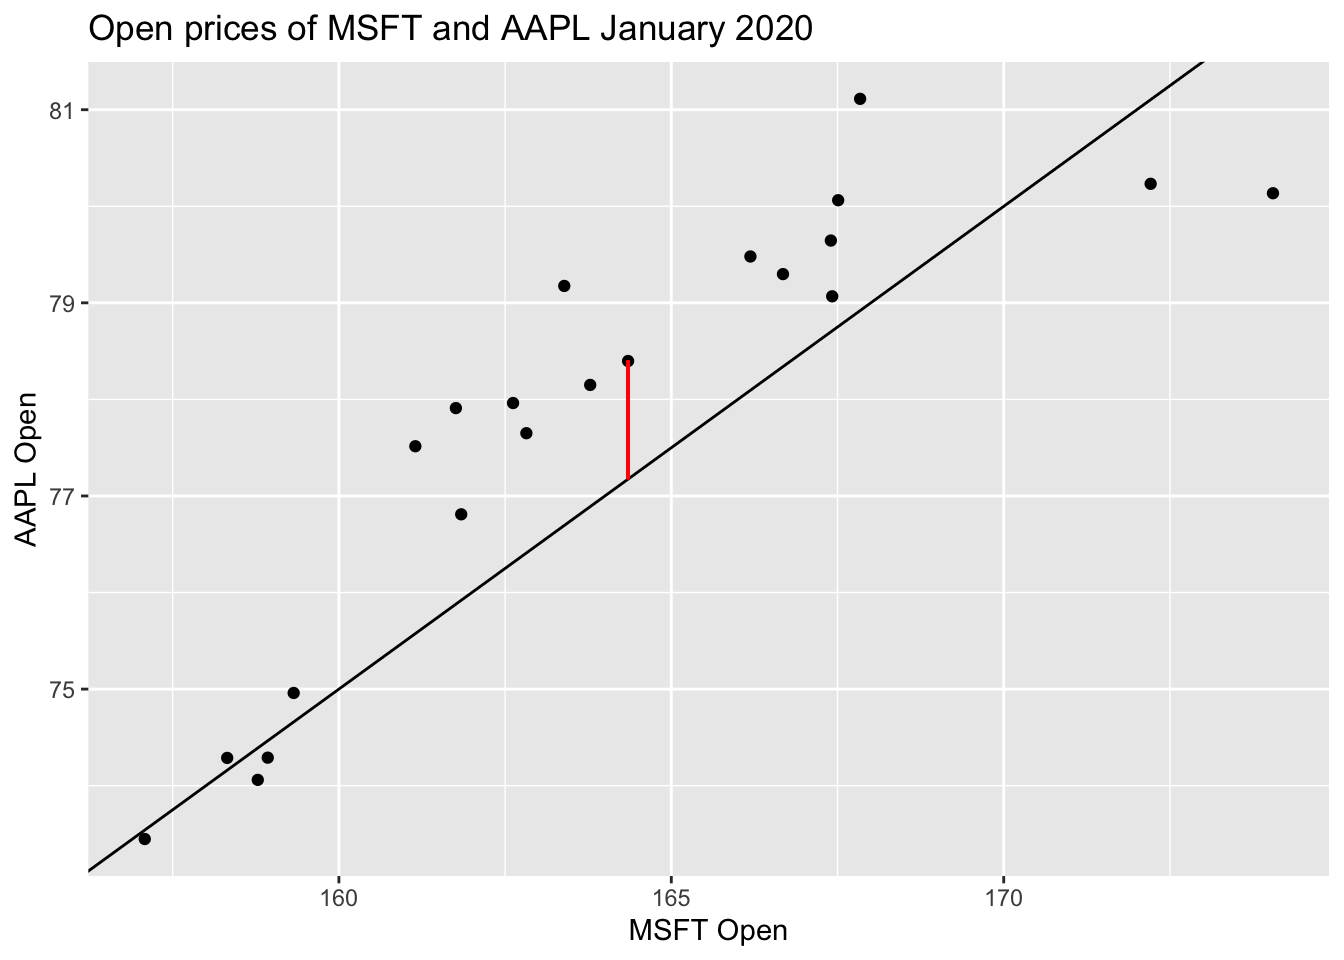 Open prices of MSFT and AAPL January 2020
81
79
77
75
AAPL Open
160 165 170
MSFT Open